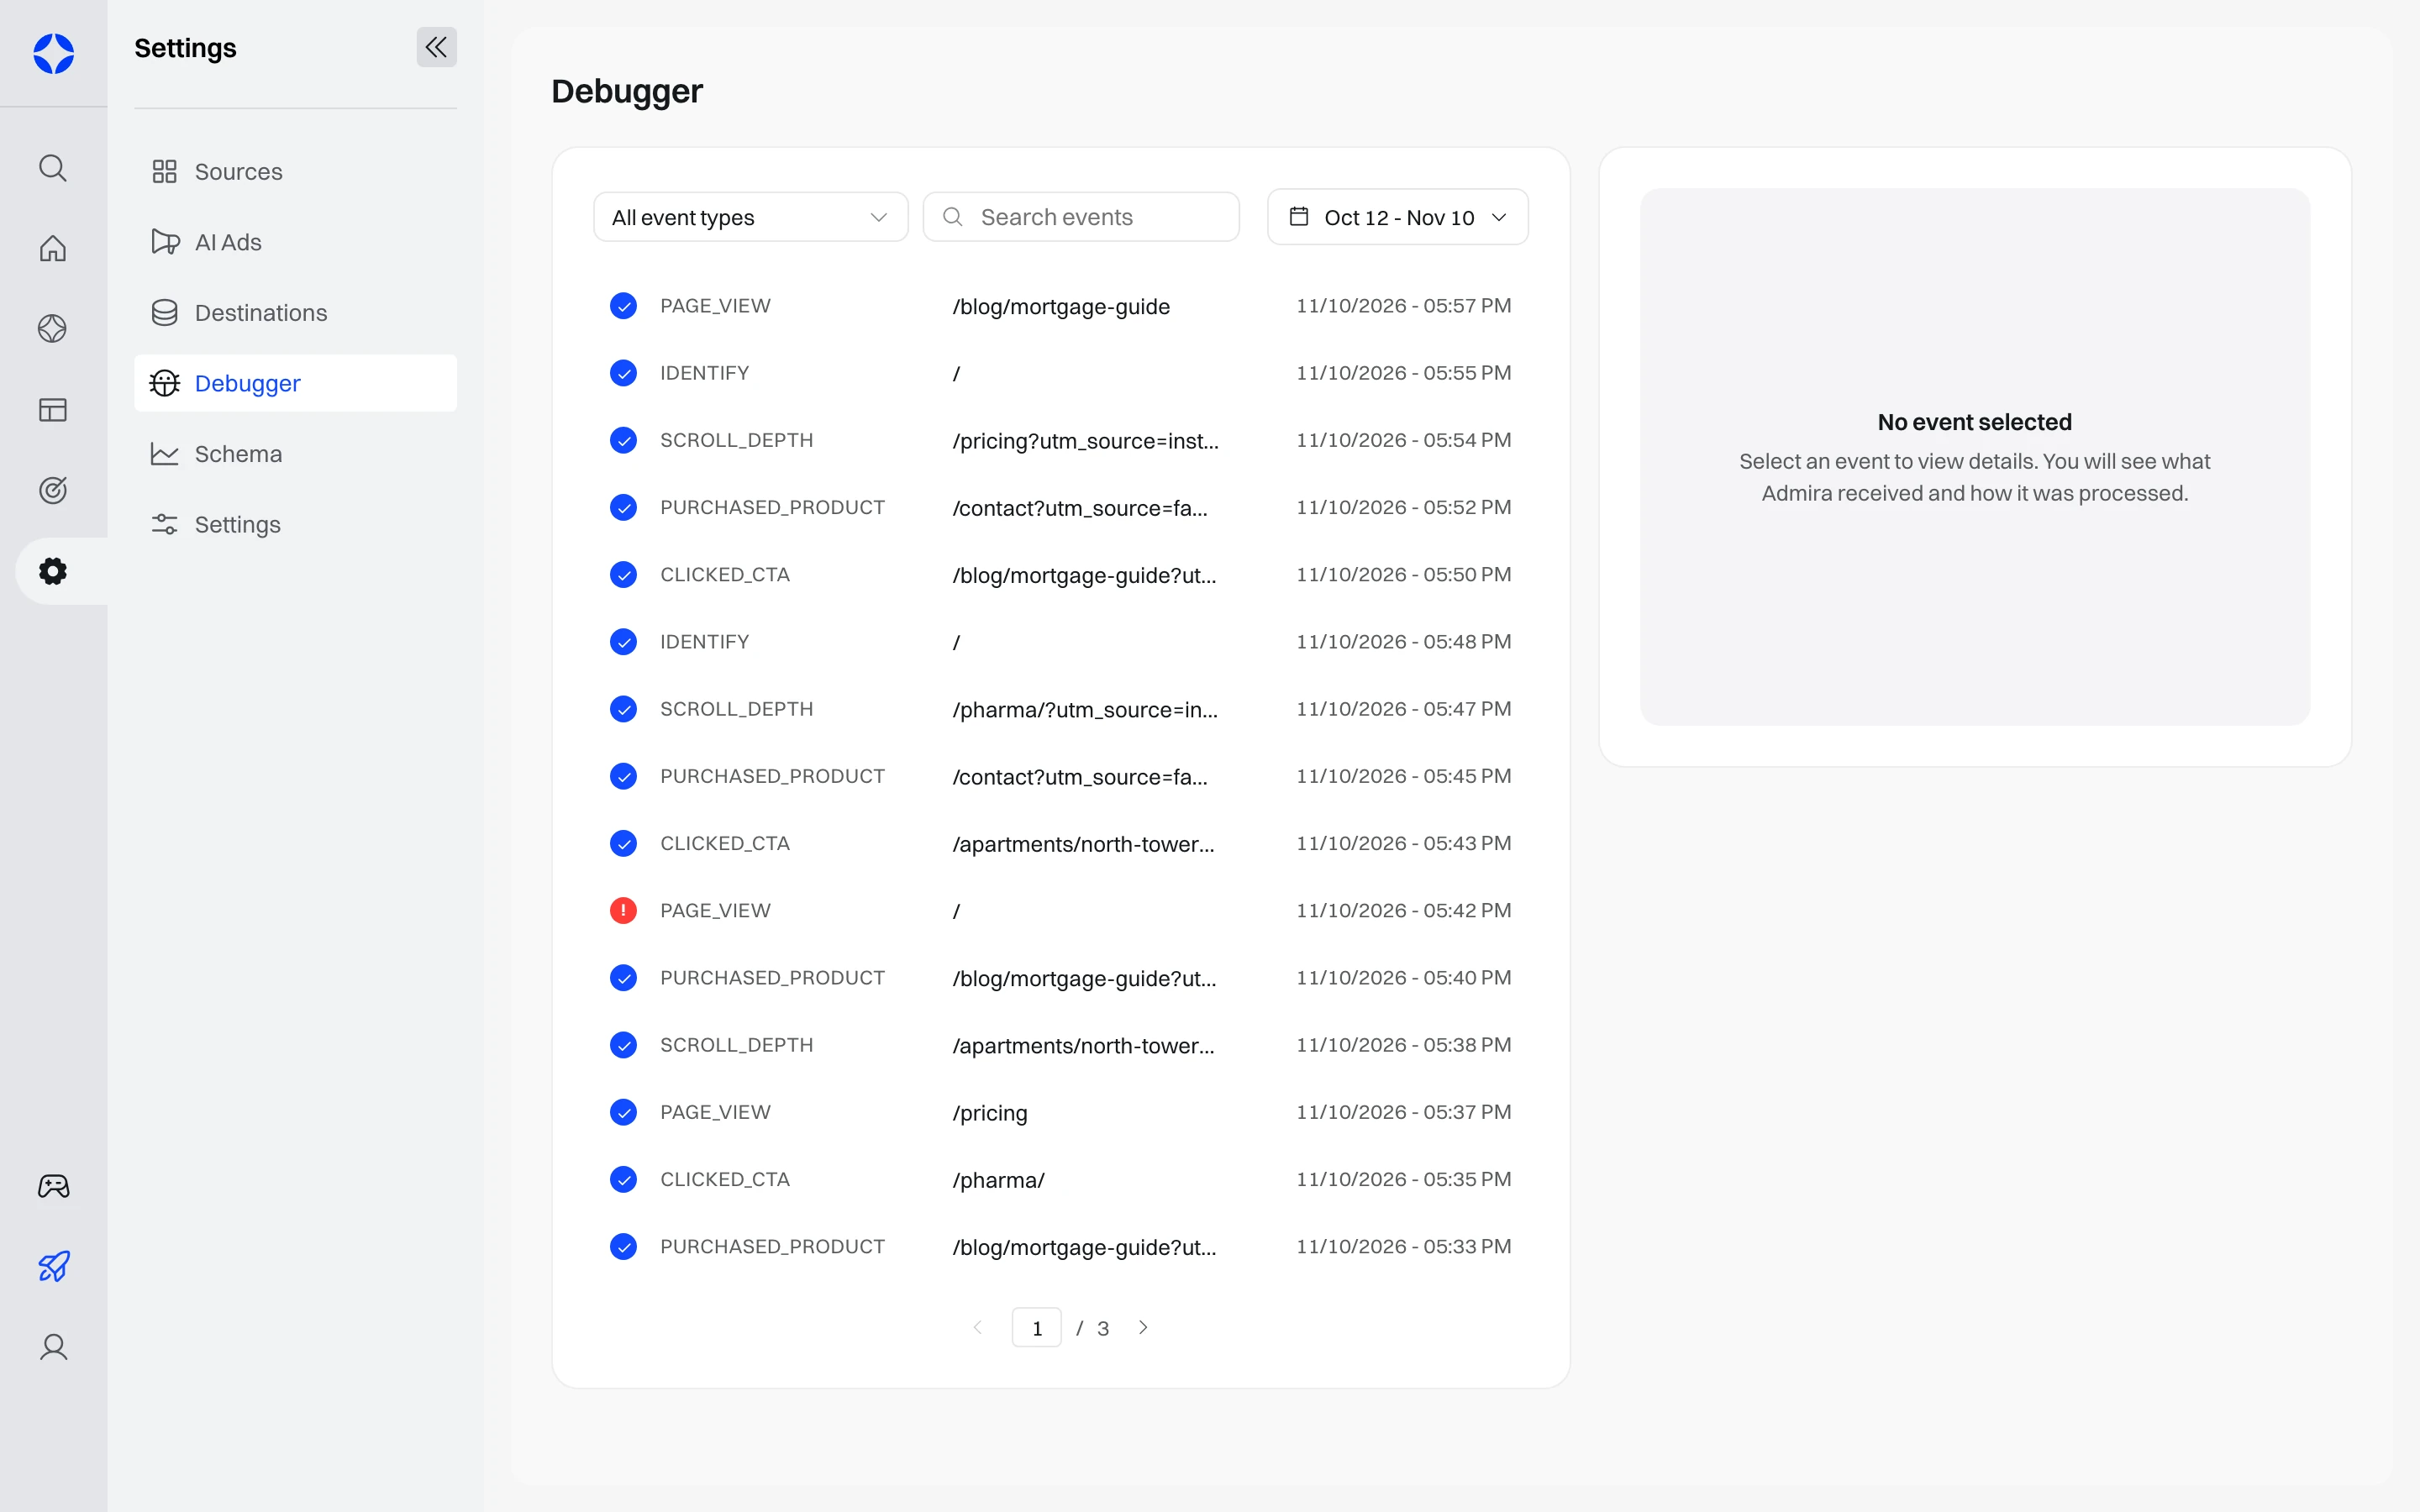 Settings
Sources
AI Ads
Destinations
Debugger
Schema
Settings
Debugger
All event types
Search events
Oct 12 - Nov 10
PAGE_VIEW /blog/mortgage-guide 11/10/2026 - 05:57 PM
IDENTIFY / 11/10/2026 - 05:55 PM
SCROLL_DEPTH /pricing?utm_source=inst... 11/10/2026 - 05:54 PM
PURCHASED_PRODUCT /contact?utm_source=fa... 11/10/2026 - 05:52 PM
CLICKED_CTA /blog/mortgage-guide?ut... 11/10/2026 - 05:50 PM
IDENTIFY / 11/10/2026 - 05:48 PM
SCROLL_DEPTH /pharma/?utm_source=in... 11/10/2026 - 05:47 PM
PURCHASED_PRODUCT /contact?utm_source=fa... 11/10/2026 - 05:45 PM
CLICKED_CTA /apartments/north-tower... 11/10/2026 - 05:43 PM
PAGE_VIEW / 11/10/2026 - 05:42 PM
PURCHASED_PRODUCT /blog/mortgage-guide?ut... 11/10/2026 - 05:40 PM
SCROLL_DEPTH /apartments/north-tower... 11/10/2026 - 05:38 PM
PAGE_VIEW /pricing 11/10/2026 - 05:37 PM
CLICKED_CTA /pharma/ 11/10/2026 - 05:35 PM
PURCHASED_PRODUCT /blog/mortgage-guide?ut... 11/10/2026 - 05:33 PM
1 / 3
No event selected
Select an event to view details. You will see what
Admira received and how it was processed.